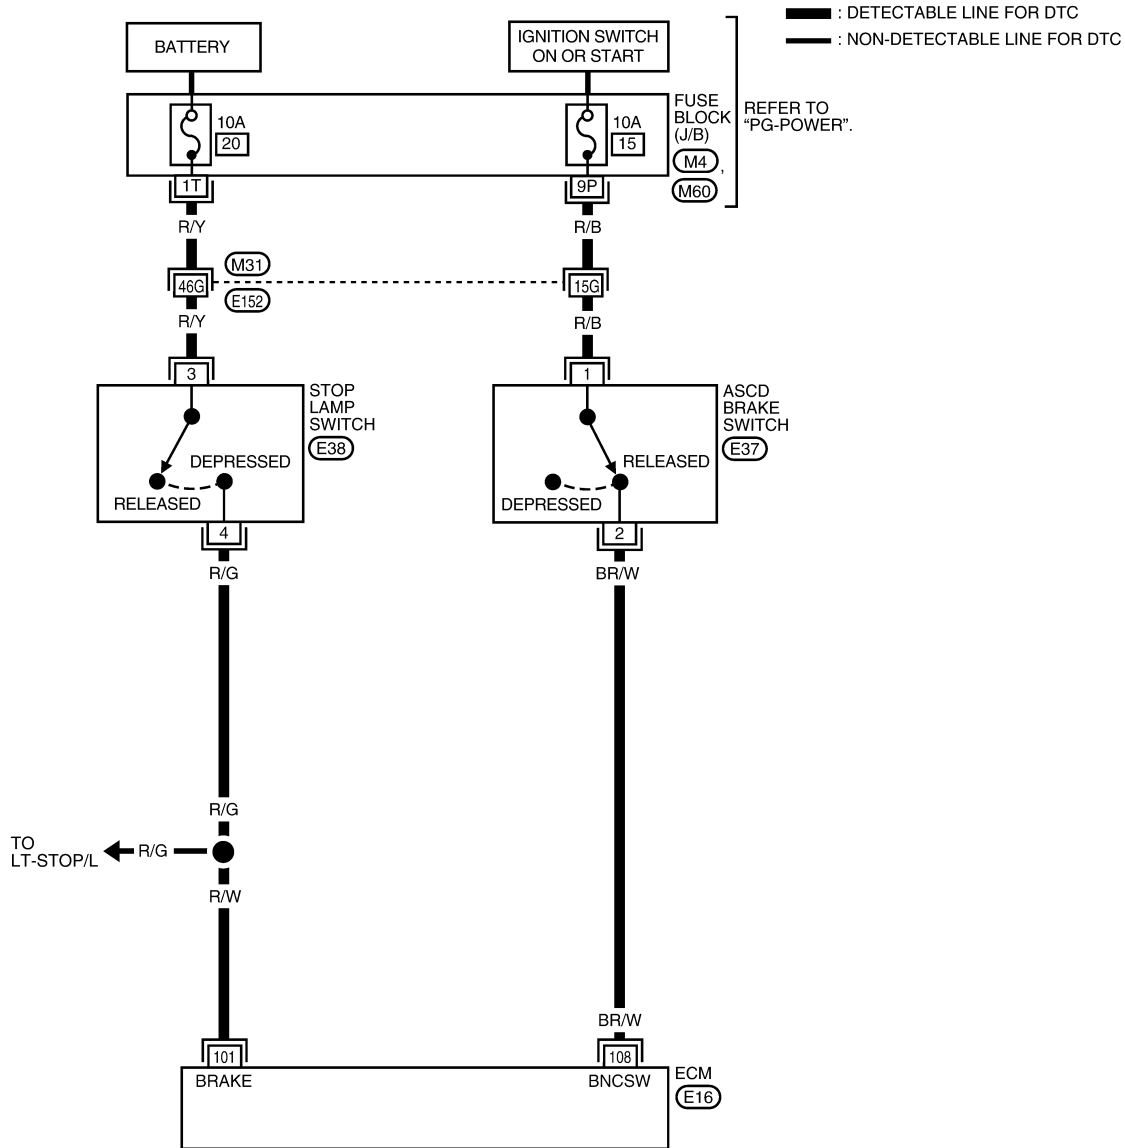 : DETECTABLE LINE FOR DTC
: NON-DETECTABLE LINE FOR DTC
BATTERY
IGNITION SWITCH
ON OR START
10A
20
10A
15
FUSE
BLOCK
(J/B)
M4 ,
M60
REFER TO
“PG-POWER”.
1T
9P
R/Y
R/B
M31
46G
15G
E152
R/Y
R/B
3
1
STOP
LAMP
SWITCH
E38
DEPRESSED
RELEASED
ASCD
BRAKE
SWITCH
E37
RELEASED
DEPRESSED
4
2
R/G
BR/W
R/G
TO
LT-STOP/L
R/G
R/W
BR/W
101
108
BRAKE
BNCSW
ECM
E16